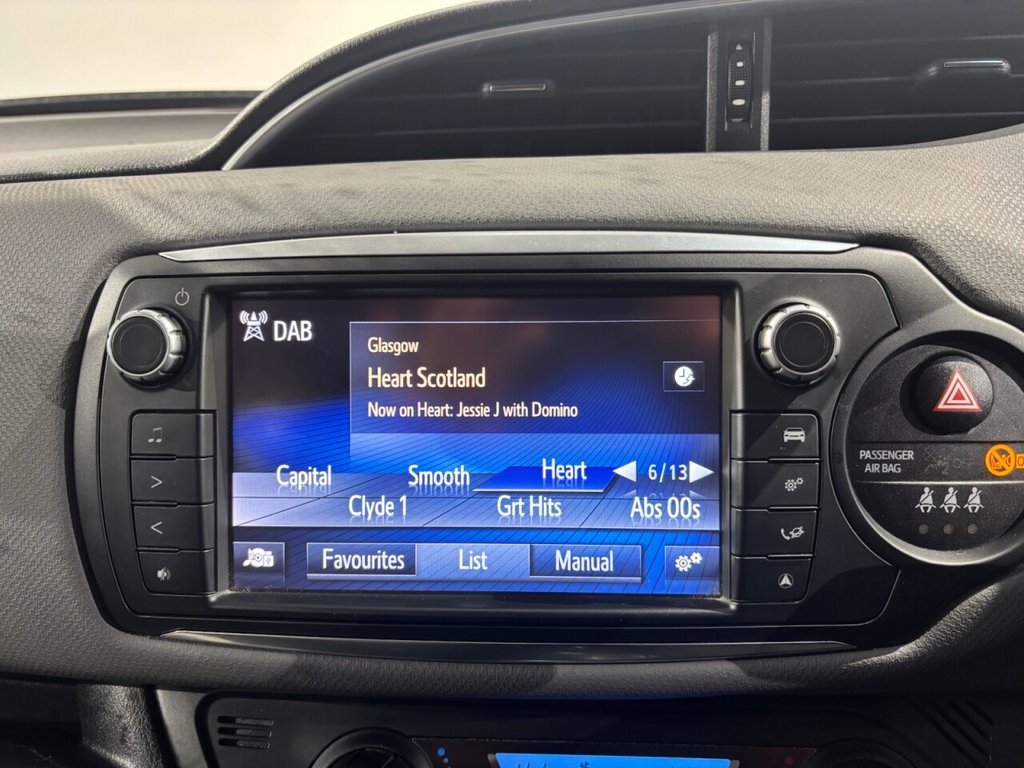 DAB
Glasgow
Heart Scotland
Now on Heart: Jessie J with Domino
Capital Smooth Heart 6/13
Clyde 1 Grt Hits Abs 00s
Favourites List Manual
PASSENGER
AIR BAG